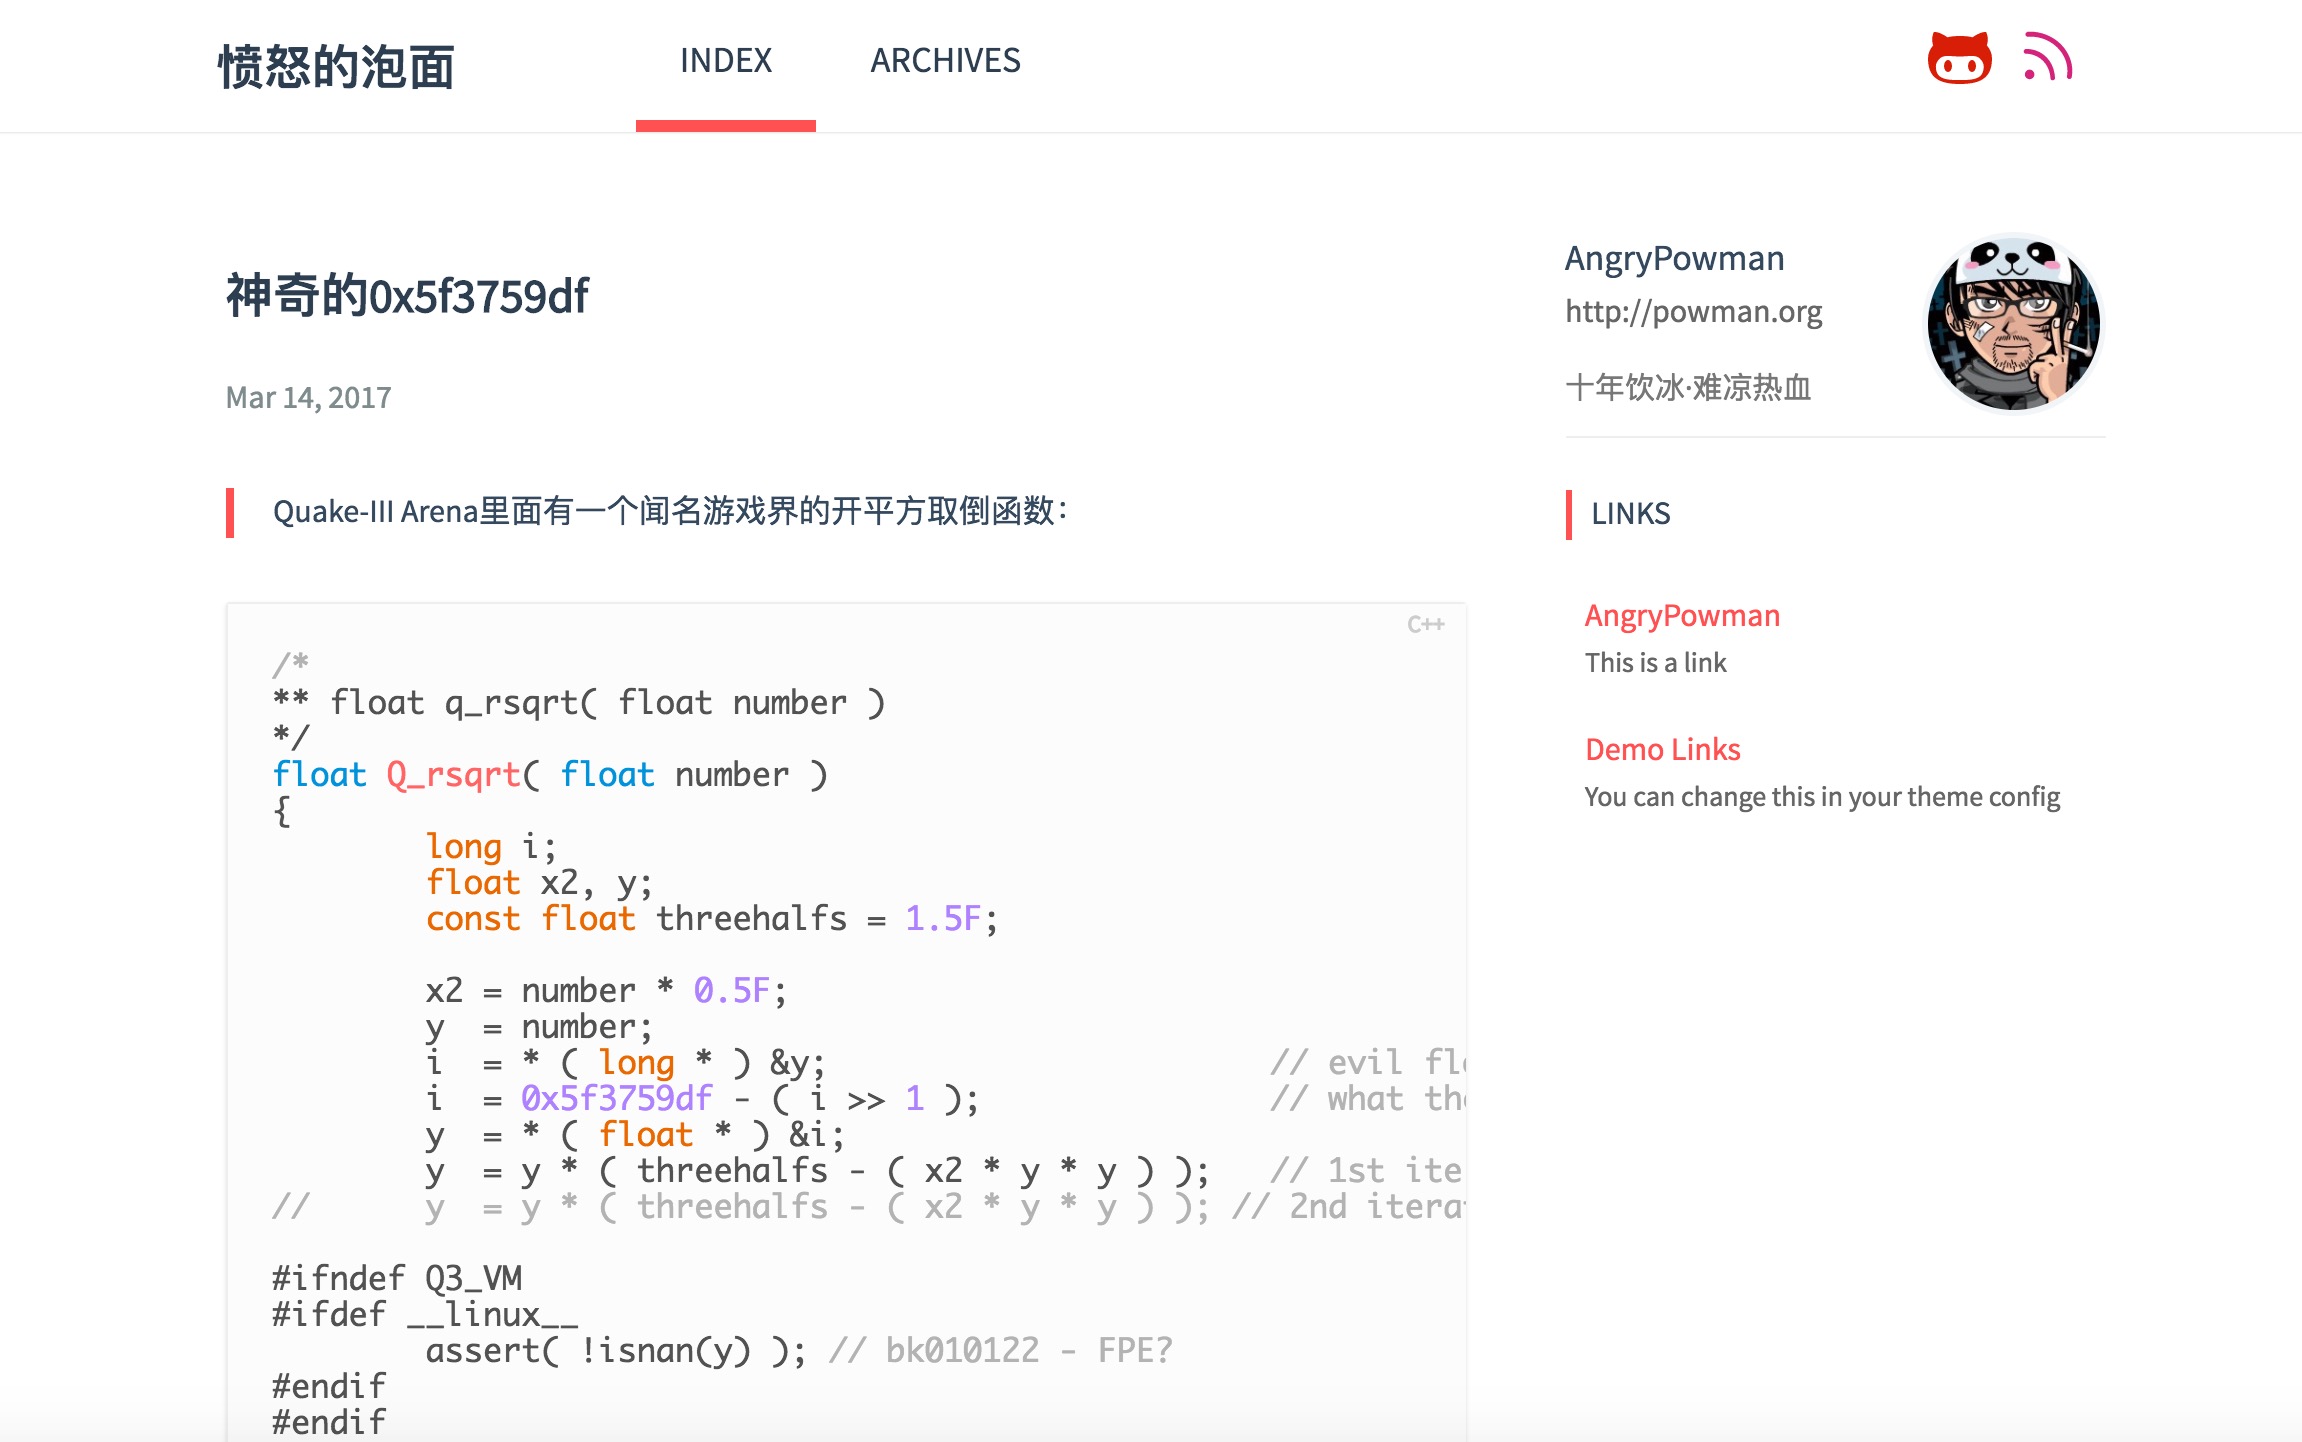 愤怒的泡面
INDEX
ARCHIVES
神奇的0x5f3759df
Mar 14, 2017
Quake-III Arena里面有一个闻名游戏界的开平方取倒函数：
C++
/*
** float q_rsqrt( float number )
*/
float Q_rsqrt( float number )
{
long i;
float x2, y;
const float threehalfs = 1.5F;
x2 = number * 0.5F;
y = number;
i = * ( long * ) &y; // evil
i = 0x5f3759df - ( i >> 1 ); // what
y = * ( float * ) &i;
y = y * ( threehalfs - ( x2 * y * y ) ); // 1st ite
// y = y * ( threehalfs - ( x2 * y * y ) ); // 2nd itera
#ifndef Q3_VM
#ifdef __linux__
assert( !isnan(y) ); // bk010122 - FPE?
#endif
#endif
AngryPowman
http://powman.org
十年饮冰·难凉热血
LINKS
AngryPowman
This is a link
Demo Links
You can change this in your theme config